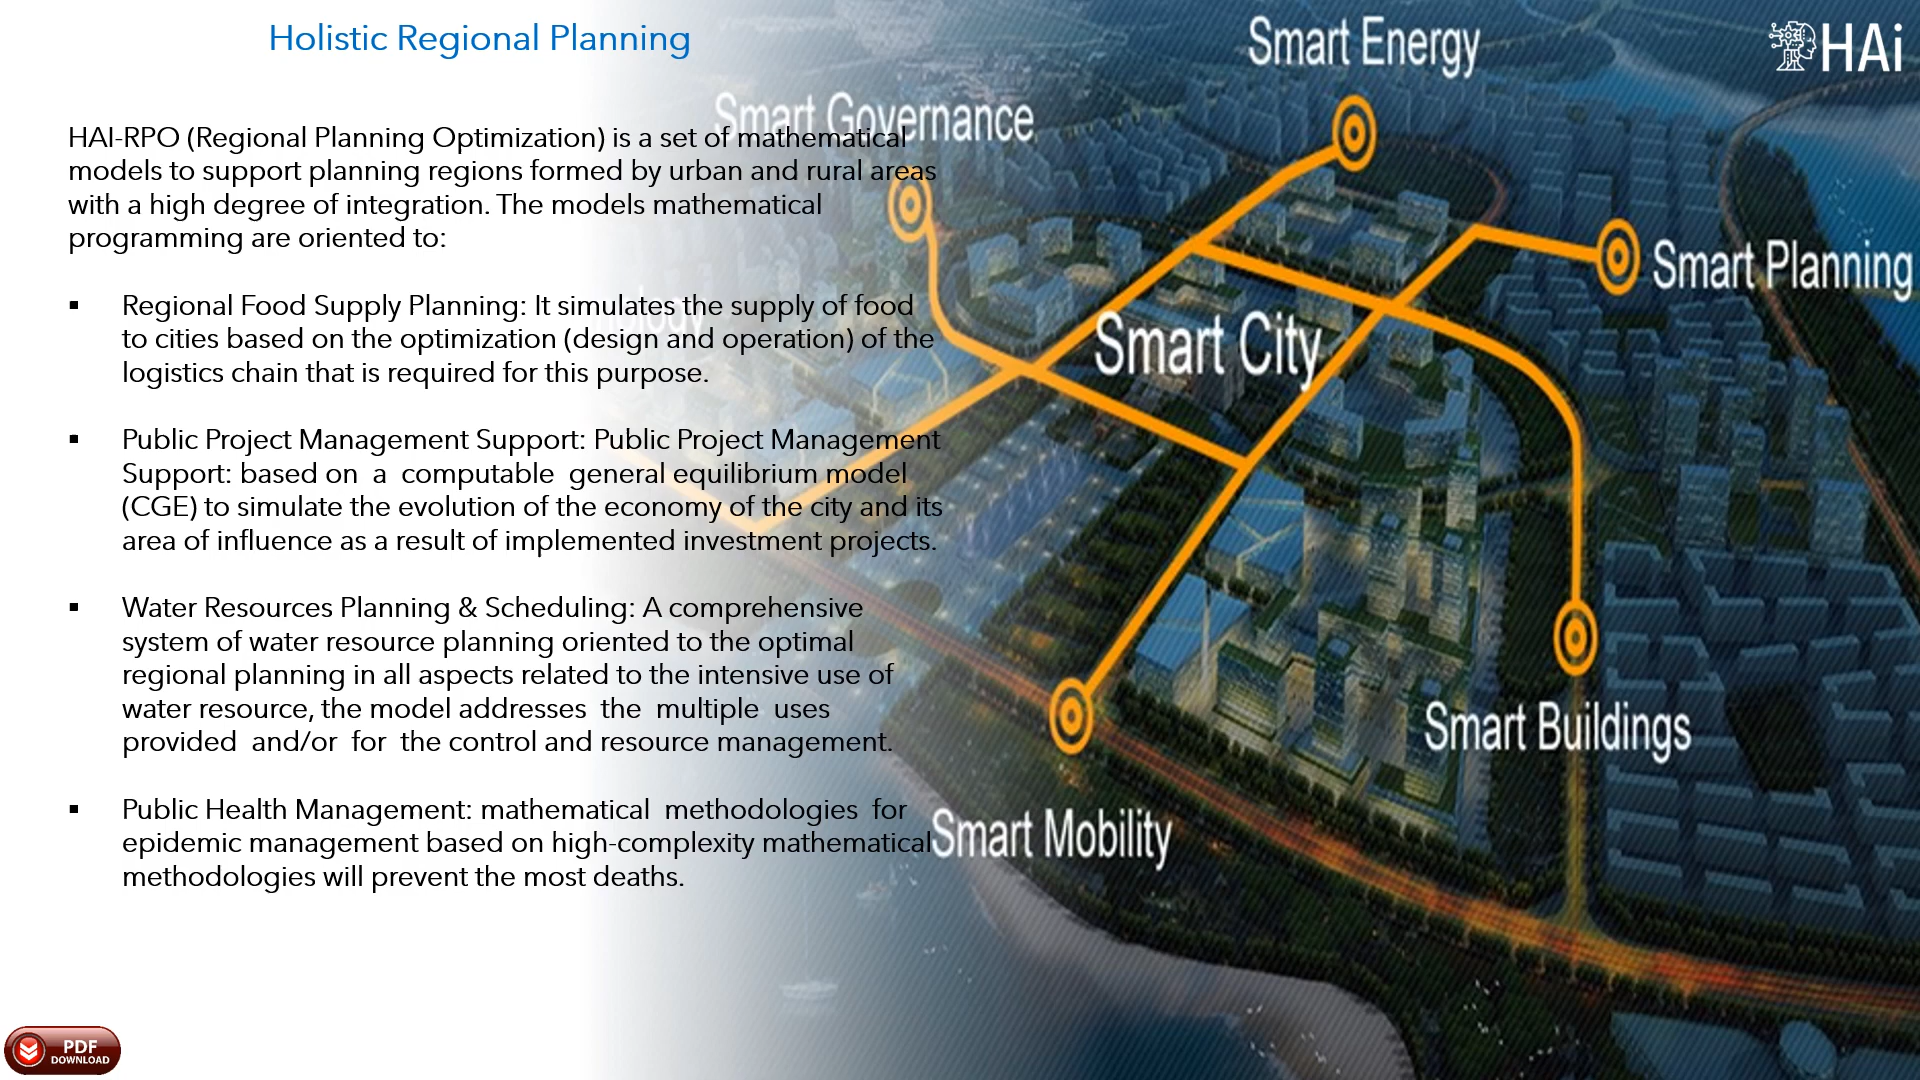 Holistic Regional Planning
HAi
HAI-RPO (Regional Planning Optimization) is a set of mathematical
models to support planning regions formed by urban and rural areas
with a high degree of integration. The models mathematical
programming are oriented to:
▪ Regional Food Supply Planning: It simulates the supply of food
to cities based on the optimization (design and operation) of the
logistics chain that is required for this purpose.
▪ Public Project Management Support: Public Project Management
Support: based on a computable general equilibrium model
(CGE) to simulate the evolution of the economy of the city and its
area of influence as a result of implemented investment projects.
▪ Water Resources Planning & Scheduling: A comprehensive
system of water resource planning oriented to the optimal
regional planning in all aspects related to the intensive use of
water resource, the model addresses the multiple uses
provided and/or for the control and resource management.
▪ Public Health Management: mathematical methodologies for
epidemic management based on high-complexity mathematical
methodologies will prevent the most deaths.
Smart Energy
Smart Governance
Smart Planning
Smart City
Smart Buildings
Smart Mobility
PDF
DOWNLOAD